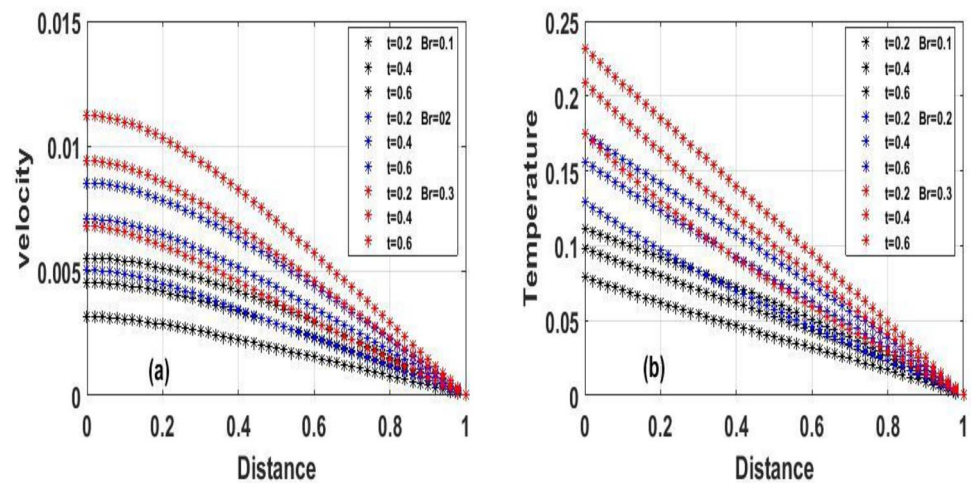 velocity
0.015
0.01
0.005
0
0 0.2 0.4 0.6 0.8 1
Distance
(a)
t=0.2 Br=0.1
t=0.4
t=0.6
t=0.2 Br=02
t=0.4
t=0.6
t=0.2 Br=0.3
t=0.4
t=0.6
Temperature
0.25
0.2
0.15
0.1
0.05
0
0 0.2 0.4 0.6 0.8 1
Distance
(b)
t=0.2 Br=0.1
t=0.4
t=0.6
t=0.2 Br=0.2
t=0.4
t=0.6
t=0.2 Br=0.3
t=0.4
t=0.6